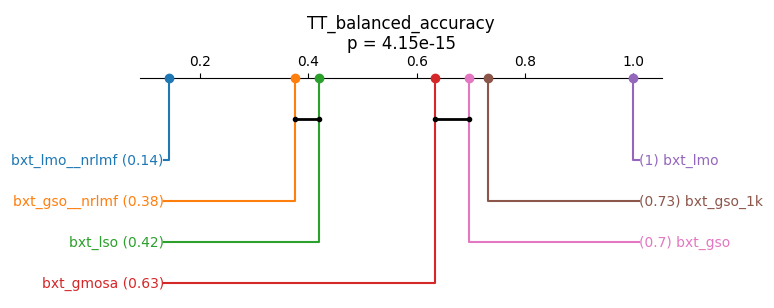 TT_balanced_accuracy
p = 4.15e-15
0.2 0.4 0.6 0.8 1.0
bxt_lmo__nrlmf (0.14) (1) bxt_lmo
bxt_gso__nrlmf (0.38) (0.73) bxt_gso_1k
bxt_lso (0.42) (0.7) bxt_gso
bxt_gmosa (0.63)